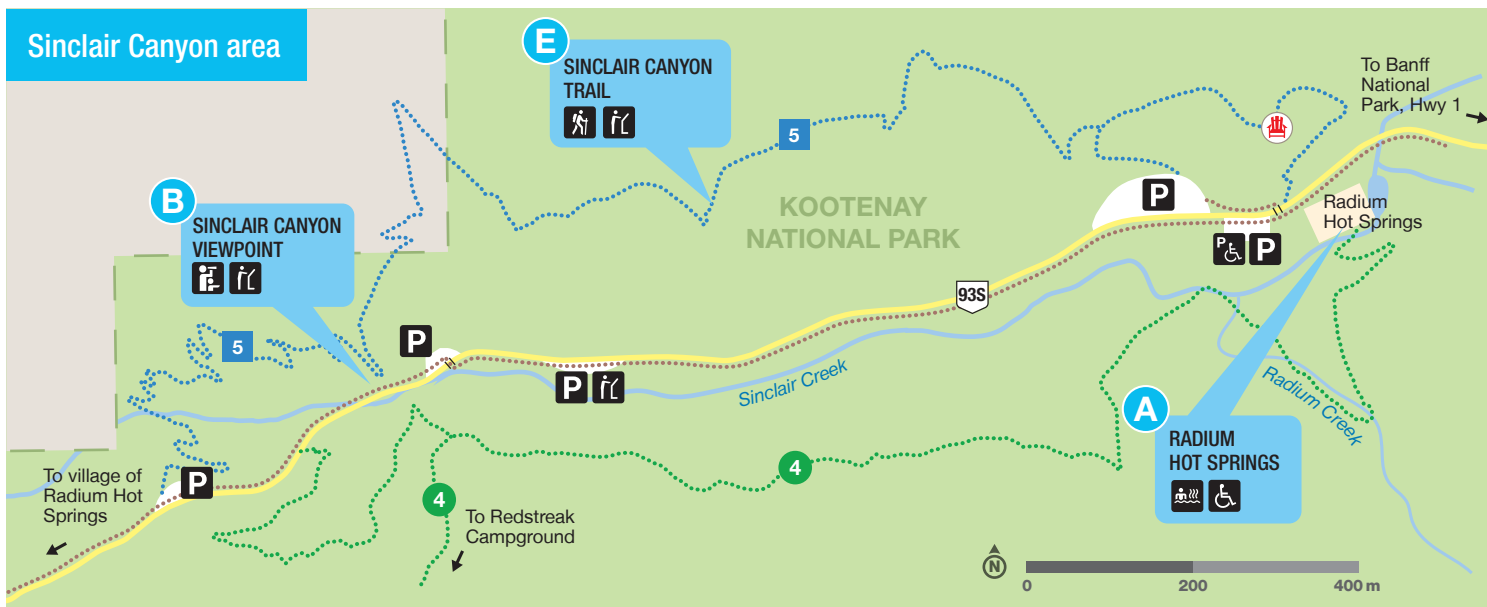 Sinclair Canyon area
E
SINCLAIR CANYON
TRAIL
To Banff
National
Park, Hwy 1
5
B
SINCLAIR CANYON
VIEWPOINT
KOOTENAY
NATIONAL PARK
P
Radium
Hot Springs
P
P
93S
5
P
P
Sinclair Creek
Radium Creek
A
RADIUM
HOT SPRINGS
4
To village of
Radium Hot
Springs
P
4
To Redstreak
Campground
N
0
200
400 m